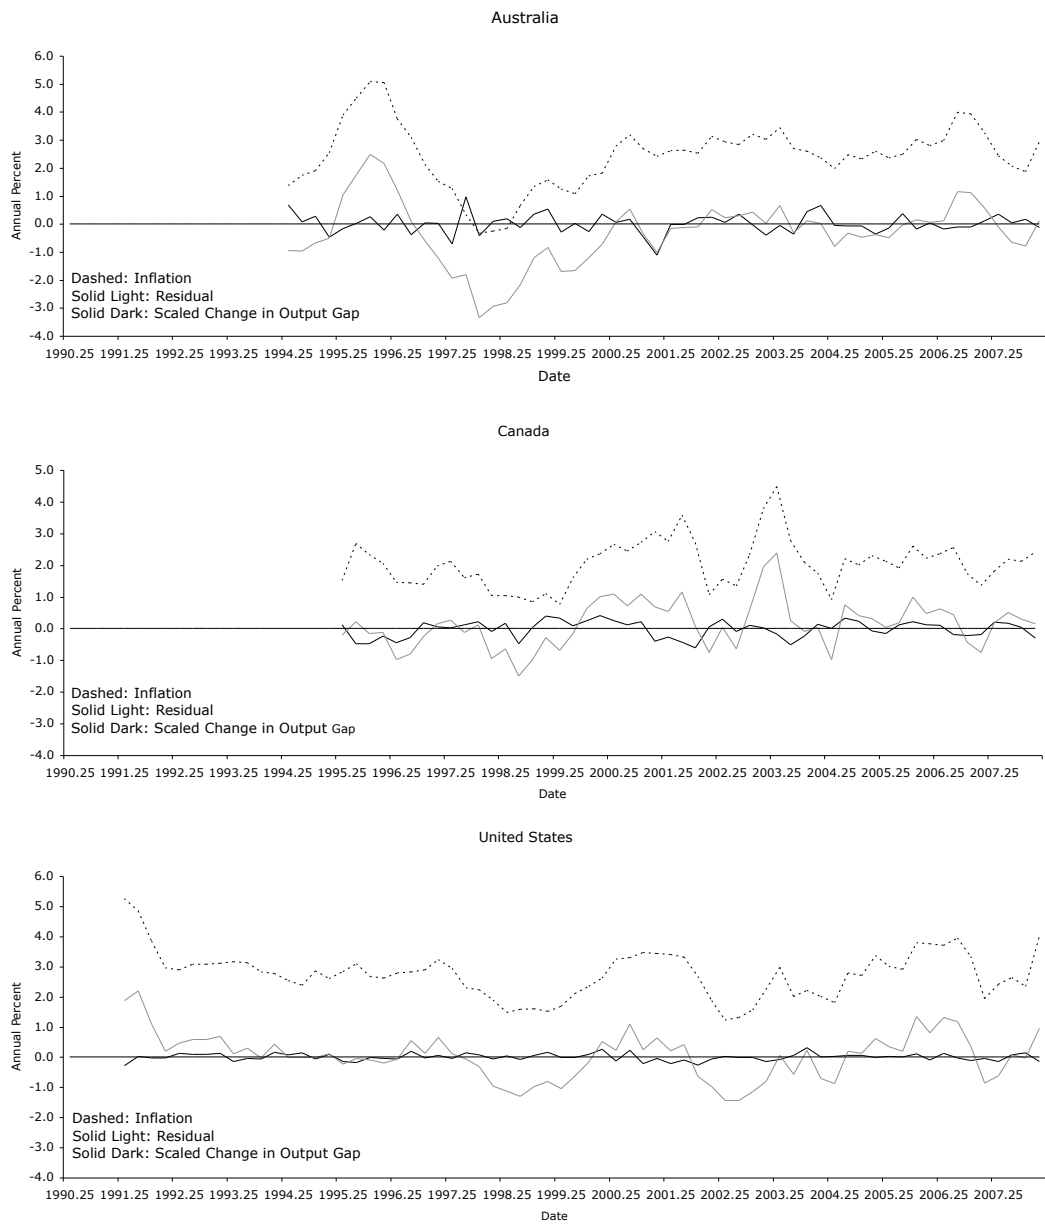 Australia
6.0
5.0
4.0
3.0
2.0
1.0
0.0
-1.0
-2.0
-3.0
-4.0
Annual Percent
Dashed: Inflation
Solid Light: Residual
Solid Dark: Scaled Change in Output Gap
1990.25 1991.25 1992.25 1993.25 1994.25 1995.25 1996.25 1997.25 1998.25 1999.25 2000.25 2001.25 2002.25 2003.25 2004.25 2005.25 2006.25 2007.25
Date
Canada
5.0
4.0
3.0
2.0
1.0
0.0
-1.0
-2.0
-3.0
-4.0
Annual Percent
Dashed: Inflation
Solid Light: Residual
Solid Dark: Scaled Change in Output Gap
1990.25 1991.25 1992.25 1993.25 1994.25 1995.25 1996.25 1997.25 1998.25 1999.25 2000.25 2001.25 2002.25 2003.25 2004.25 2005.25 2006.25 2007.25
Date
United States
6.0
5.0
4.0
3.0
2.0
1.0
0.0
-1.0
-2.0
-3.0
-4.0
Annual Percent
Dashed: Inflation
Solid Light: Residual
Solid Dark: Scaled Change in Output Gap
1990.25 1991.25 1992.25 1993.25 1994.25 1995.25 1996.25 1997.25 1998.25 1999.25 2000.25 2001.25 2002.25 2003.25 2004.25 2005.25 2006.25 2007.25
Date